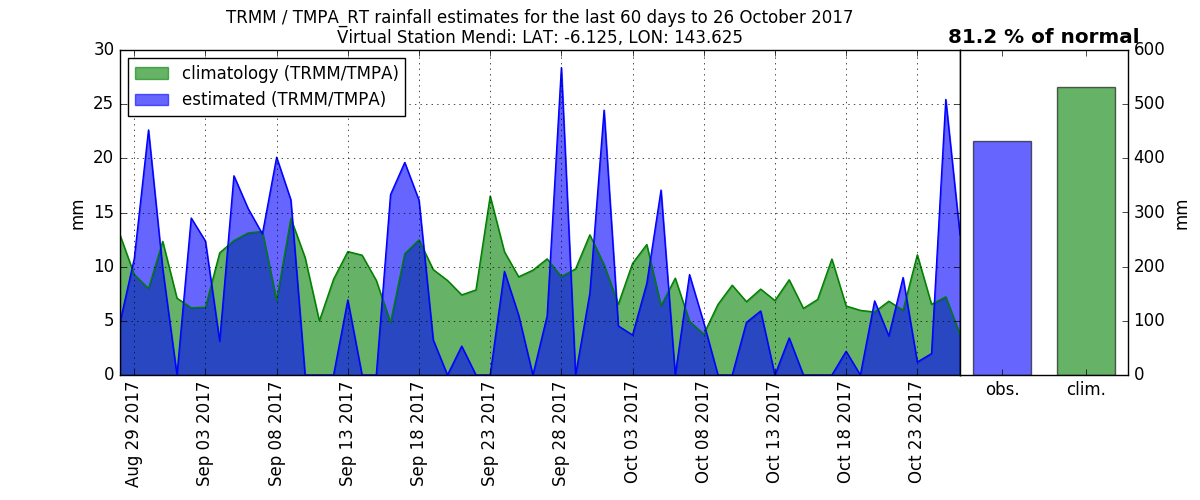 TRMM / TMPA_RT rainfall estimates for the last 60 days to 26 October 2017
Virtual Station Mendi: LAT: -6.125, LON: 143.625
81.2 % of normal
climatology (TRMM/TMPA)
estimated (TRMM/TMPA)
30
25
20
15
10
5
0
mm
Aug 29 2017
Sep 03 2017
Sep 08 2017
Sep 13 2017
Sep 18 2017
Sep 23 2017
Sep 28 2017
Oct 03 2017
Oct 08 2017
Oct 13 2017
Oct 18 2017
Oct 23 2017
obs.
clim.
600
500
400
300
200
100
0
mm